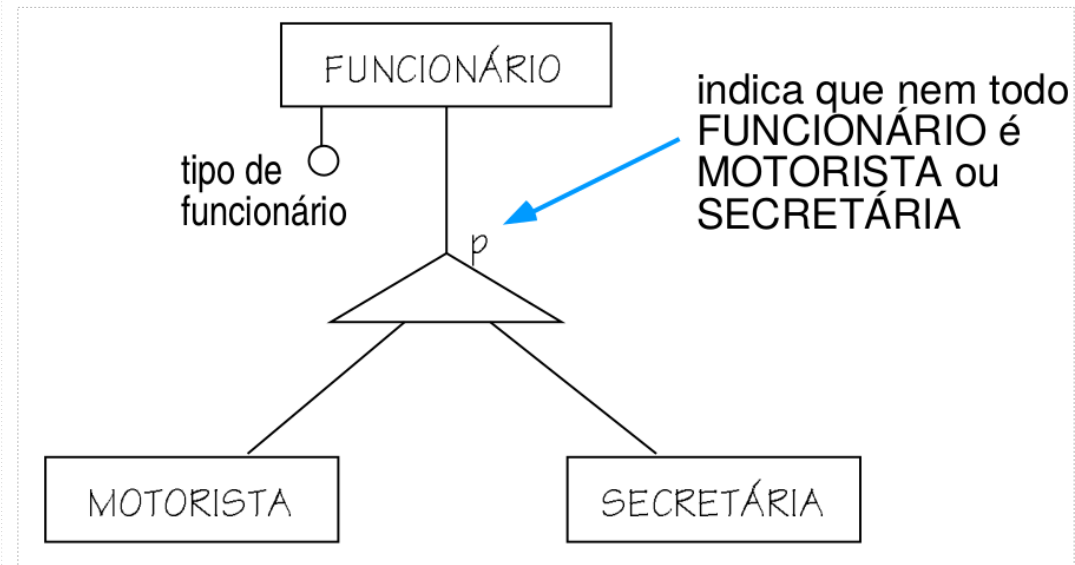 FUNCIONÁRIO
indica que nem todo
FUNCIONÁRIO é
MOTORISTA ou
SECRETÁRIA
tipo de
funcionário
p
MOTORISTA
SECRETÁRIA